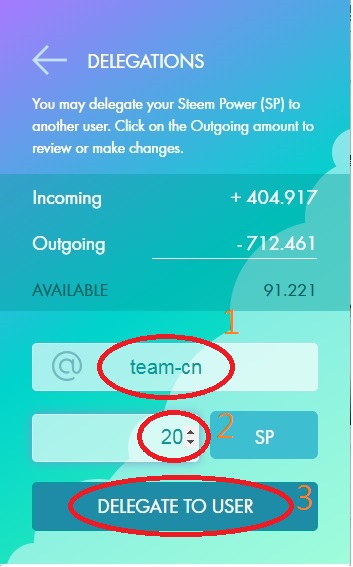 DELEGATIONS
You may delegate your Steem Power (SP) to
another user. Click on the Outgoing amount to
review or make changes.
Incoming + 404.917
Outgoing - 712.461
AVAILABLE 91.221
1
@ team-cn
20 2 SP
DELEGATE TO USER 3